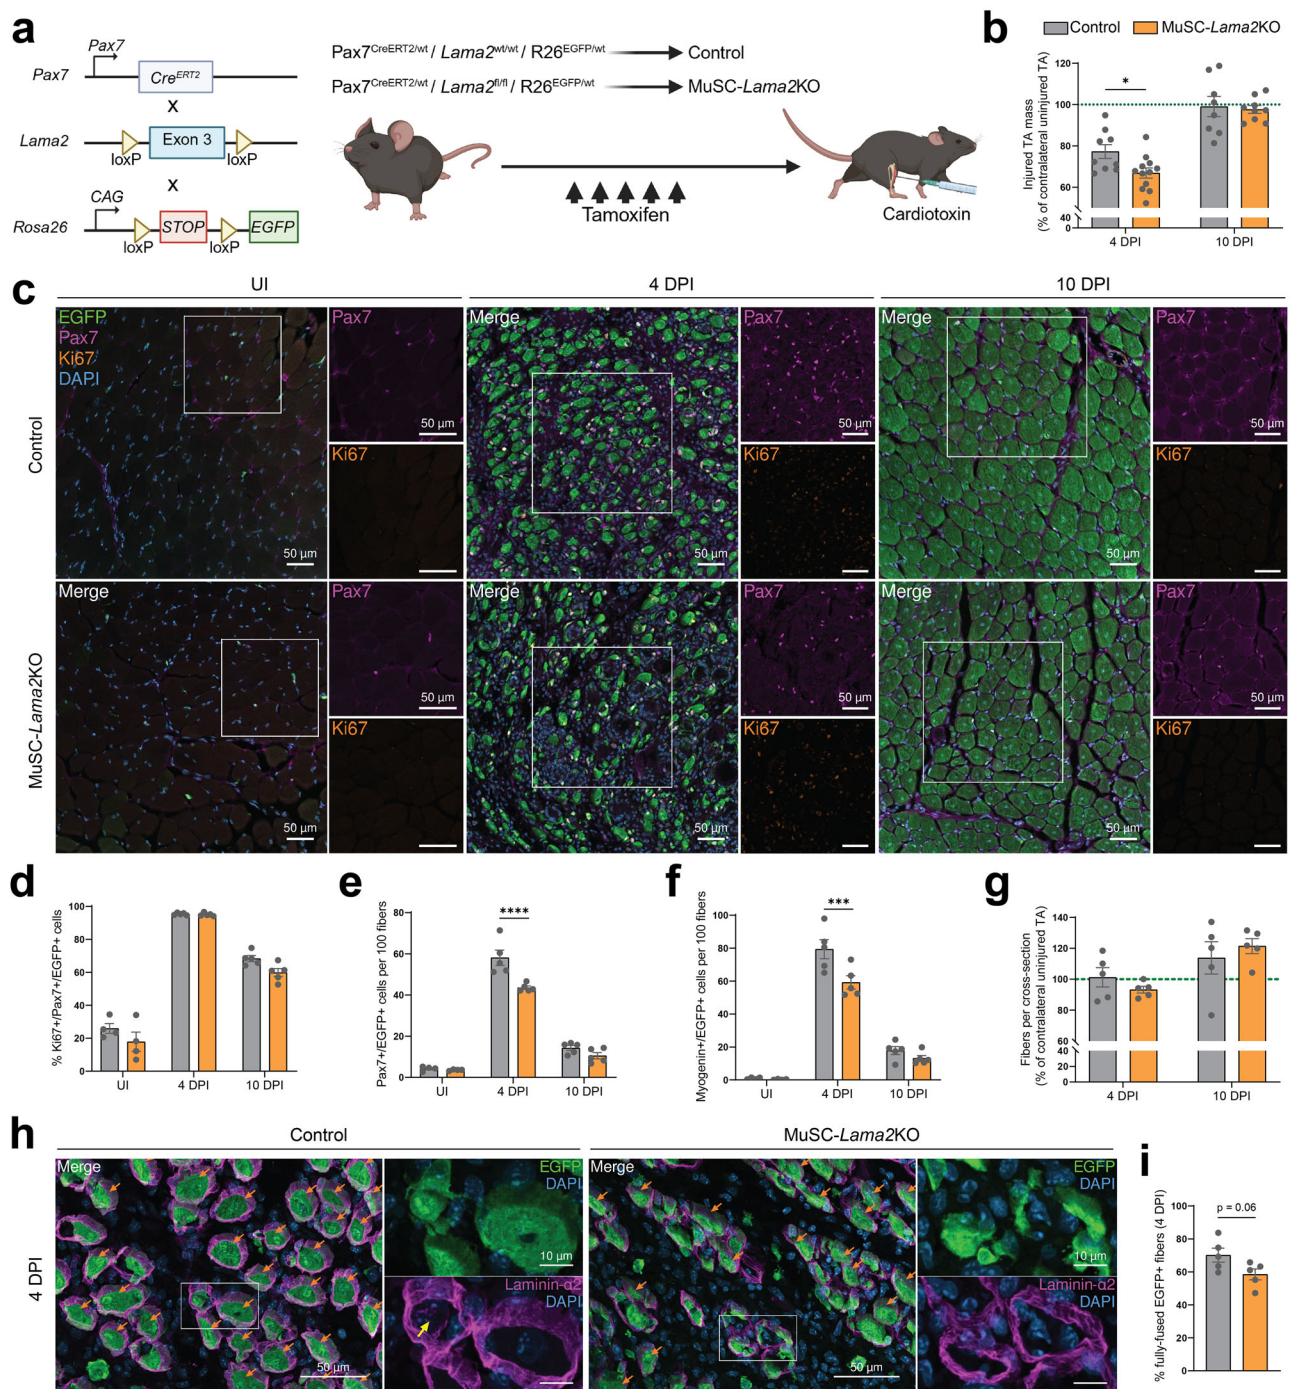 a
Pax7
Pax7
CreERT2
x
Lama2
Exon 3
loxP
loxP
x
CAG
Rosa26
STOP
EGFP
loxP
loxP
Pax7CreERT2/wt / Lama2wt/wt / R26EGFP/wt
Control
Pax7CreERT2/wt / Lama2fl/fl / R26EGFP/wt
MuSC-Lama2KO
Tamoxifen
Cardiotoxin
b
Control
MuSC-Lama2KO
Injured TA mass
(% of contralateral uninjured TA)
120
100
80
60
40
0
*
4 DPI
10 DPI
c
UI
4 DPI
10 DPI
Control
EGFP
Pax7
Ki67
DAPI
50 µm
Pax7
50 µm
Ki67
Merge
50 µm
Pax7
50 µm
Ki67
Merge
50 µm
Pax7
50 µm
Ki67
MuSC-Lama2KO
Merge
50 µm
Pax7
50 µm
Ki67
Merge
50 µm
Pax7
50 µm
Ki67
Merge
50 µm
Pax7
50 µm
Ki67
d
% Ki67+/Pax7+/EGFP+ cells
100
80
60
40
20
0
UI
4 DPI
10 DPI
e
Pax7+/EGFP+ cells per 100 fibers
80
60
40
20
0
****
UI
4 DPI
10 DPI
f
Myogenin+/EGFP+ cells per 100 fibers
100
80
60
40
20
0
***
UI
4 DPI
10 DPI
g
Fibers per cross-section
(% of contralateral uninjured TA)
140
120
100
80
60
40
20
0
4 DPI
10 DPI
h
Control
MuSC-Lama2KO
4 DPI
Merge
50 µm
EGFP
DAPI
10 µm
Laminin-α2
DAPI
Merge
50 µm
EGFP
DAPI
10 µm
Laminin-α2
DAPI
i
% fully-fused EGFP+ fibers (4 DPI)
100
80
60
40
20
0
p = 0.06